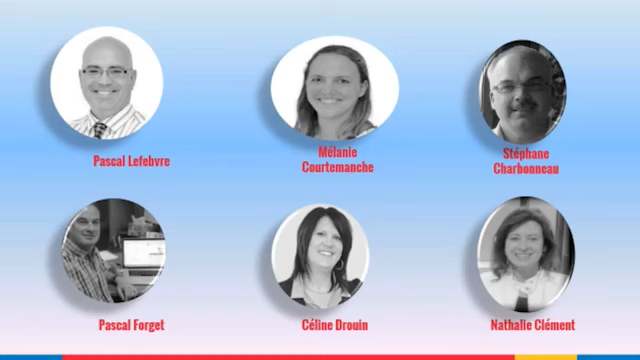 Pascal Lefebvre
Mélanie
Courtemanche
Stéphane
Charbonneau
Pascal Forget
Céline Drouin
Nathalie Clément